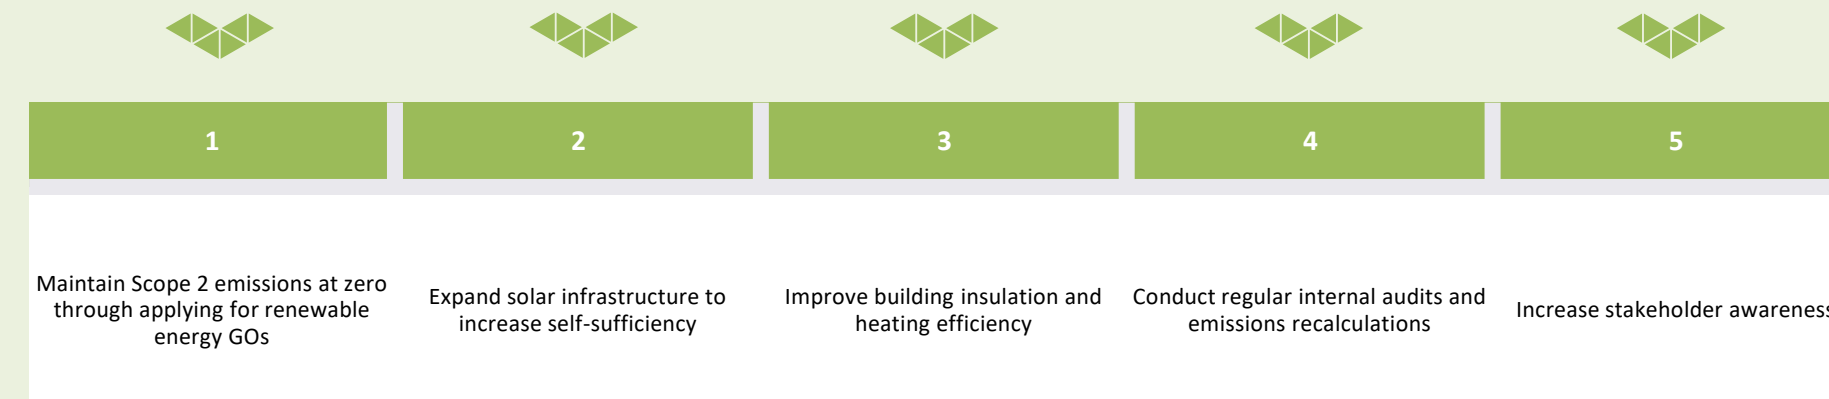 1
2
3
4
5
Maintain Scope 2 emissions at zero
through applying for renewable
energy GOs
Expand solar infrastructure to
increase self-sufficiency
Improve building insulation and
heating efficiency
Conduct regular internal audits and
emissions recalculations
Increase stakeholder awareness